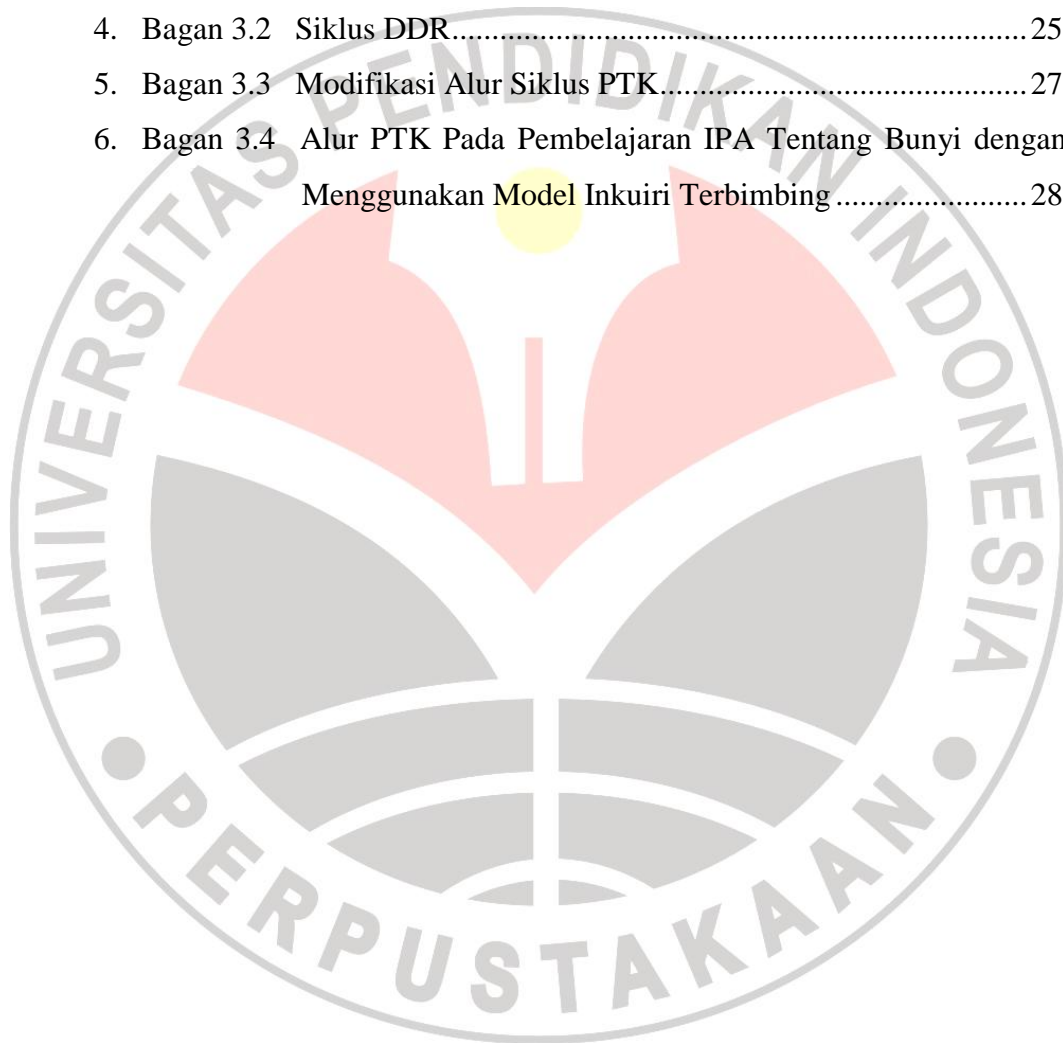 4. Bagan 3.2 Siklus DDR.......................................................................25
5. Bagan 3.3 Modifikasi Alur Siklus PTK.............................................27
6. Bagan 3.4 Alur PTK Pada Pembelajaran IPA Tentang Bunyi dengan
Menggunakan Model Inkuiri Terbimbing.......................28
UNIVERSITAS PENDIDIKAN INDONESIA
PERPUSTAKAAN